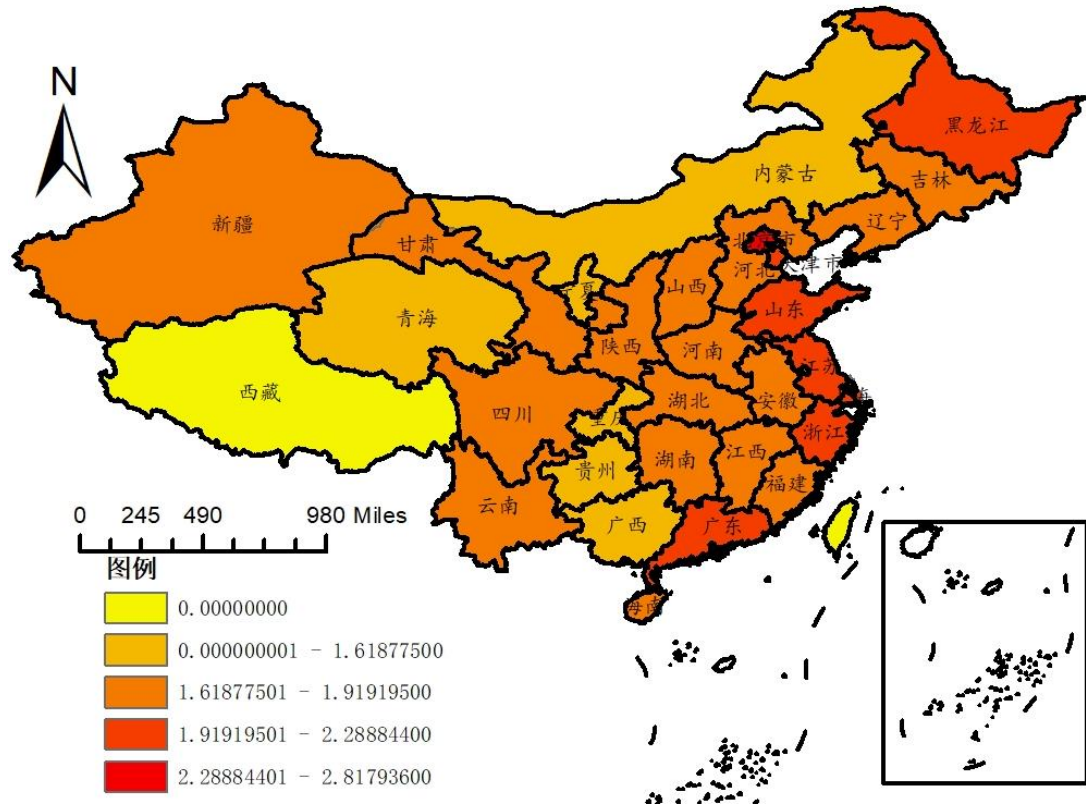 N
黑龙江
内蒙古
吉林
新疆
辽宁
甘肃
北京市
河北
天津市
山西
宁夏
山东
青海
陕西
河南
江苏
西藏
四川
重庆
湖北
安徽
浙江
贵州
湖南
江西
福建
云南
广西
广东
海南
0 245 490 980 Miles
图例
0.00000000
0.000000001 - 1.61877500
1.61877501 - 1.91919500
1.91919501 - 2.28884400
2.28884401 - 2.81793600